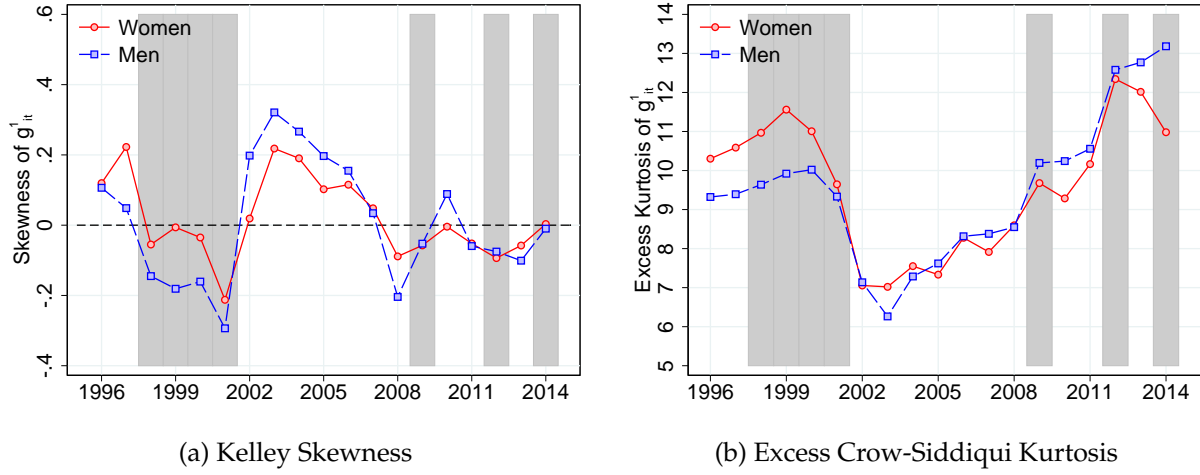 .6
.4
.2
0
-.2
-.4
Skewness of g¹ᵢₜ
Women
Men
1996 1999 2002 2005 2008 2011 2014
(a) Kelley Skewness
14
13
12
11
10
9
8
7
6
5
Excess Kurtosis of g¹ᵢₜ
Women
Men
1996 1999 2002 2005 2008 2011 2014
(b) Excess Crow-Siddiqui Kurtosis